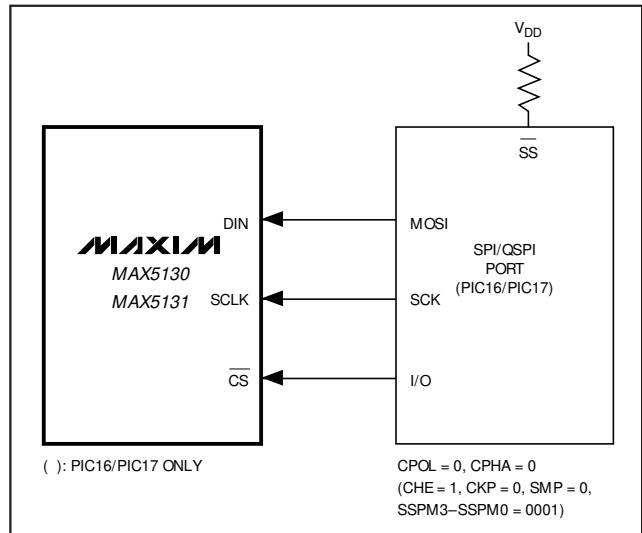 VDD
SS
DIN
MOSI
MAXIM
MAX5130
MAX5131
SPI/QSPI
PORT
(PIC16/PIC17)
SCLK
SCK
CS
I/O
( ): PIC16/PIC17 ONLY
CPOL = 0, CPHA = 0
(CHE = 1, CKP = 0, SMP = 0,
SSPM3–SSPM0 = 0001)